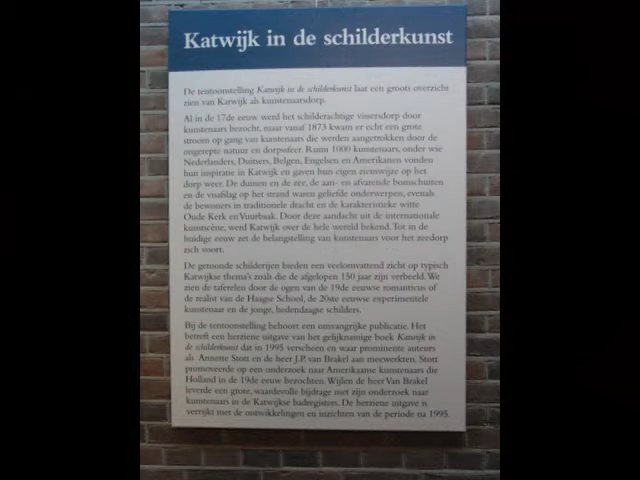 Katwijk in de schilderkunst
De tentoonstelling Katwijk in de schilderkunst laat een groots overzicht
zien van Katwijk als kunstenaarsdorp.
Al in de 17de eeuw werd het schilderachtige vissersdorp door
kunstenaars bezocht, maar vanaf 1873 kwam er echt een grote
stroom op gang van kunstenaars die werden aangetrokken door de
ongerepte natuur en dorpssfeer. Ruim 1000 kunstenaars, onder wie
Nederlanders, Duitsers, Belgen, Engelsen en Amerikanen vonden
hun inspiratie in Katwijk en gaven hun eigen zienswijze op het
dorp weer. De duinen en de zee, de aan- en afvarende bomschuiten
en de visafslag op het strand waren geliefde onderwerpen, evenals
de bewoners in traditionele dracht en de karakteristieke witte
Oude Kerk en Vuurbaak. Door deze aandacht uit de internationale
kunstscène, werd Katwijk over de hele wereld bekend. Tot in de
huidige eeuw zet de belangstelling van kunstenaars voor het zeedorp
zich voort.
De getoonde schilderijen bieden een veelomvattend zicht op typisch
Katwijkse thema's zoals die de afgelopen 150 jaar zijn verbeeld. We
zien de taferelen door de ogen van de 19de eeuwse romanticus of
de realist van de Haagse School, de 20ste eeuwse experimentele
kunstenaar en de jonge, hedendaagse schilders.
Bij de tentoonstelling behoort een omvangrijke publicatie. Het
betreft een herziene uitgave van het gelijknamige boek Katwijk in
de schilderkunst dat in 1995 verscheen en waar prominente auteurs
als Annette Stott en de heer J.P. van Brakel aan meewerkten. Stott
promoveerde op een onderzoek naar Amerikaanse kunstenaars die
Holland in de 19de eeuw bezochten. Wijlen de heer Van Brakel
leverde een grote, waardevolle bijdrage met zijn onderzoek naar
kunstenaars in de Katwijkse badregisters. De herziene uitgave is
verrijkt met de ontwikkelingen en inzichten van de periode na 1995.